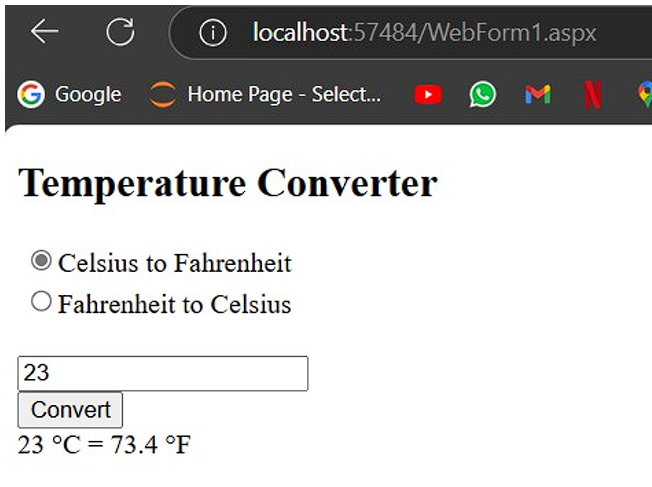 localhost:57484/WebForm1.aspx
Google Home Page - Select...
Temperature Converter
Celsius to Fahrenheit
Fahrenheit to Celsius
23
Convert
23 °C = 73.4 °F